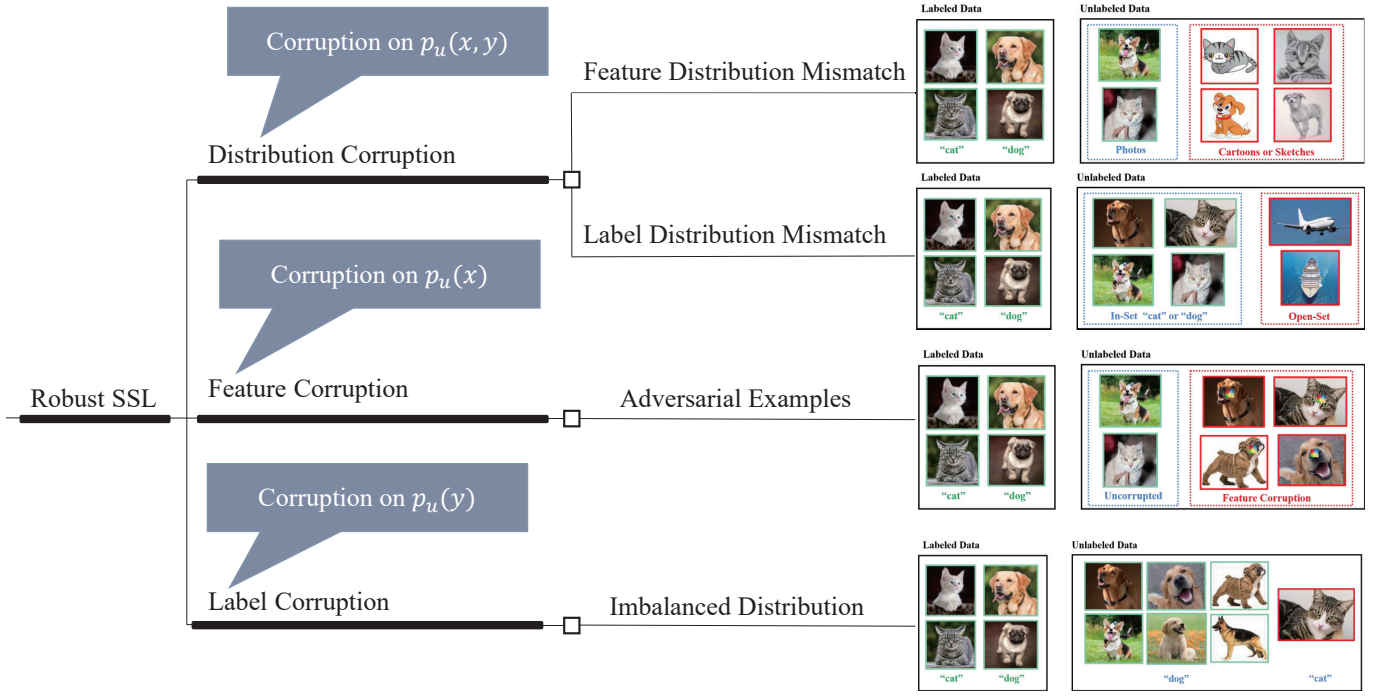 Corruption on p_u(x, y)
Distribution Corruption
Feature Distribution Mismatch
Label Distribution Mismatch
Labeled Data
"cat" "dog"
Unlabeled Data
Photos
Cartoons or Sketches
Labeled Data
"cat" "dog"
Unlabeled Data
In-Set "cat" or "dog"
Open-Set
Robust SSL
Corruption on p_u(x)
Feature Corruption
Adversarial Examples
Labeled Data
"cat" "dog"
Unlabeled Data
Uncorrupted
Feature Corruption
Corruption on p_u(y)
Label Corruption
Imbalanced Distribution
Labeled Data
"cat" "dog"
Unlabeled Data
"dog" "cat"